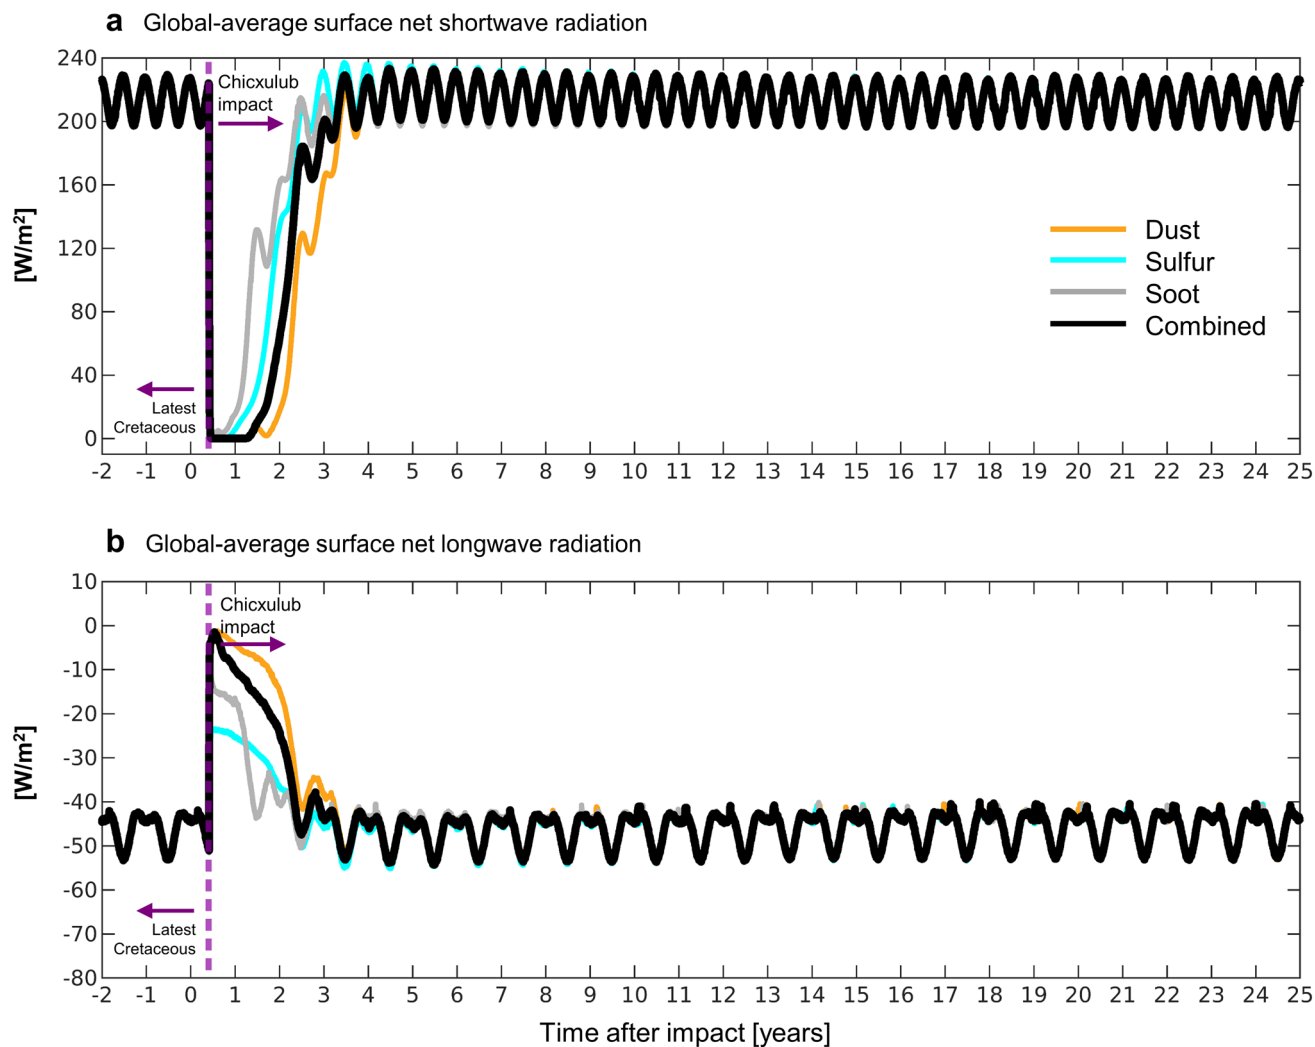 a Global-average surface net shortwave radiation
240
200
160
120
80
40
0
[W/m²]
Chicxulub
impact
Latest
Cretaceous
Dust
Sulfur
Soot
Combined
-2 -1 0 1 2 3 4 5 6 7 8 9 10 11 12 13 14 15 16 17 18 19 20 21 22 23 24 25
b Global-average surface net longwave radiation
10
0
-10
-20
-30
-40
-50
-60
-70
-80
[W/m²]
Chicxulub
impact
Latest
Cretaceous
-2 -1 0 1 2 3 4 5 6 7 8 9 10 11 12 13 14 15 16 17 18 19 20 21 22 23 24 25
Time after impact [years]